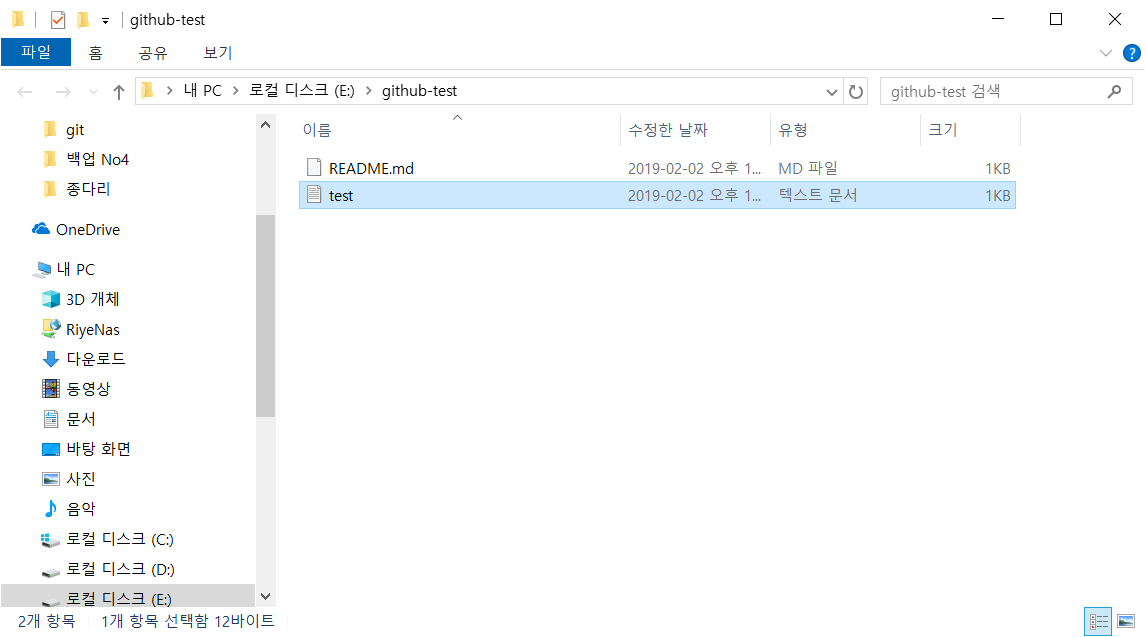 github-test
파일 홈 공유 보기
내 PC 로컬 디스크 (E:) github-test
github-test 검색
git
백업 No4
종다리
OneDrive
내 PC
3D 개체
RiyeNas
다운로드
동영상
문서
바탕 화면
사진
음악
로컬 디스크 (C:)
로컬 디스크 (D:)
로컬 디스크 (E:)
이름 수정한 날짜 유형 크기
README.md 2019-02-02 오후 1... MD 파일 1KB
test 2019-02-02 오후 1... 텍스트 문서 1KB
2개 항목 1개 항목 선택함 12바이트